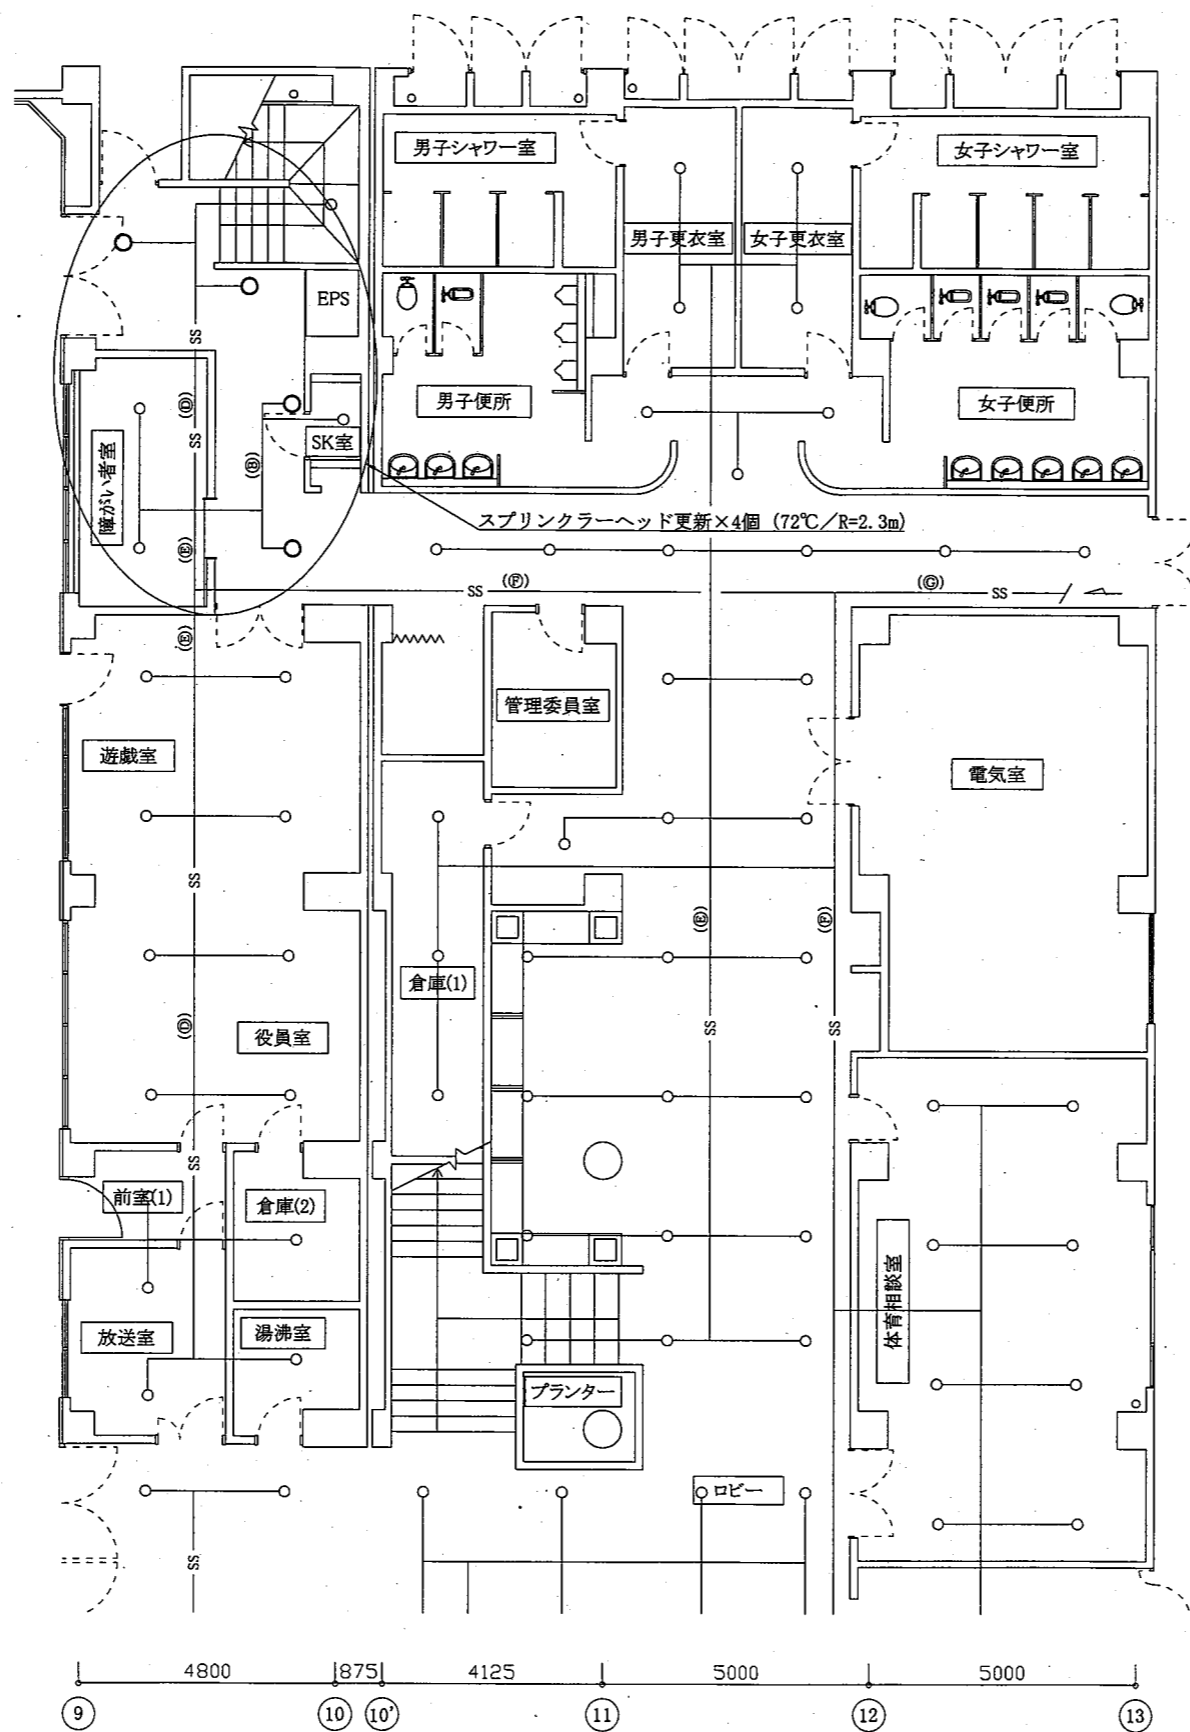 男子シャワー室
女子シャワー室
男子更衣室
女子更衣室
EPS
SS
(Ⓓ)
SS
男子便所
女子便所
SK室
(Ⓑ)
障がい者室
スプリンクラーヘッド更新×4個 (72℃/R=2.3m)
(Ⓔ)
SS
(Ⓕ)
(Ⓖ)
SS
(Ⓔ)
管理委員室
遊戯室
電気室
SS
(Ⓔ)
(Ⓕ)
倉庫(1)
(Ⓓ)
役員室
SS
SS
SS
前室(1)
倉庫(2)
体育相談室
放送室
湯沸室
プランター
ロビー
SS
4800
875
4125
5000
5000
9
10
10'
11
12
13